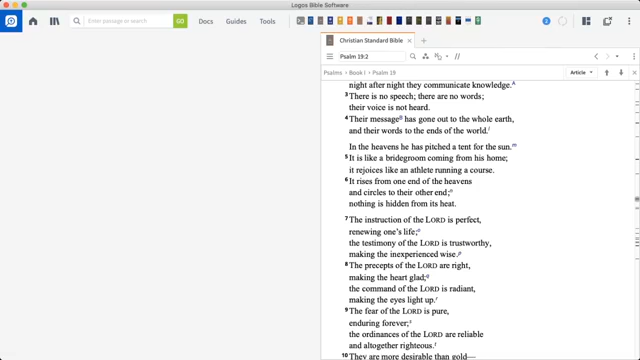 Logos Bible Software
Enter passage or search
GO
Docs
Guides
Tools
2
Christian Standard Bible
Psalm 19:2
Psalms > Book I > Psalm 19
Article
night after night they communicate knowledge.
3 There is no speech; there are no words;
their voice is not heard.
4 Their message has gone out to the whole earth,
and their words to the ends of the world.
In the heavens he has pitched a tent for the sun.
5 It is like a bridegroom coming from his home;
it rejoices like an athlete running a course.
6 It rises from one end of the heavens
and circles to their other end;
nothing is hidden from its heat.
7 The instruction of the LORD is perfect,
renewing one's life;
the testimony of the LORD is trustworthy,
making the inexperienced wise.
8 The precepts of the LORD are right,
making the heart glad;
the command of the LORD is radiant,
making the eyes light up.
9 The fear of the LORD is pure,
enduring forever;
the ordinances of the LORD are reliable
and altogether righteous.
10 They are more desirable than gold—